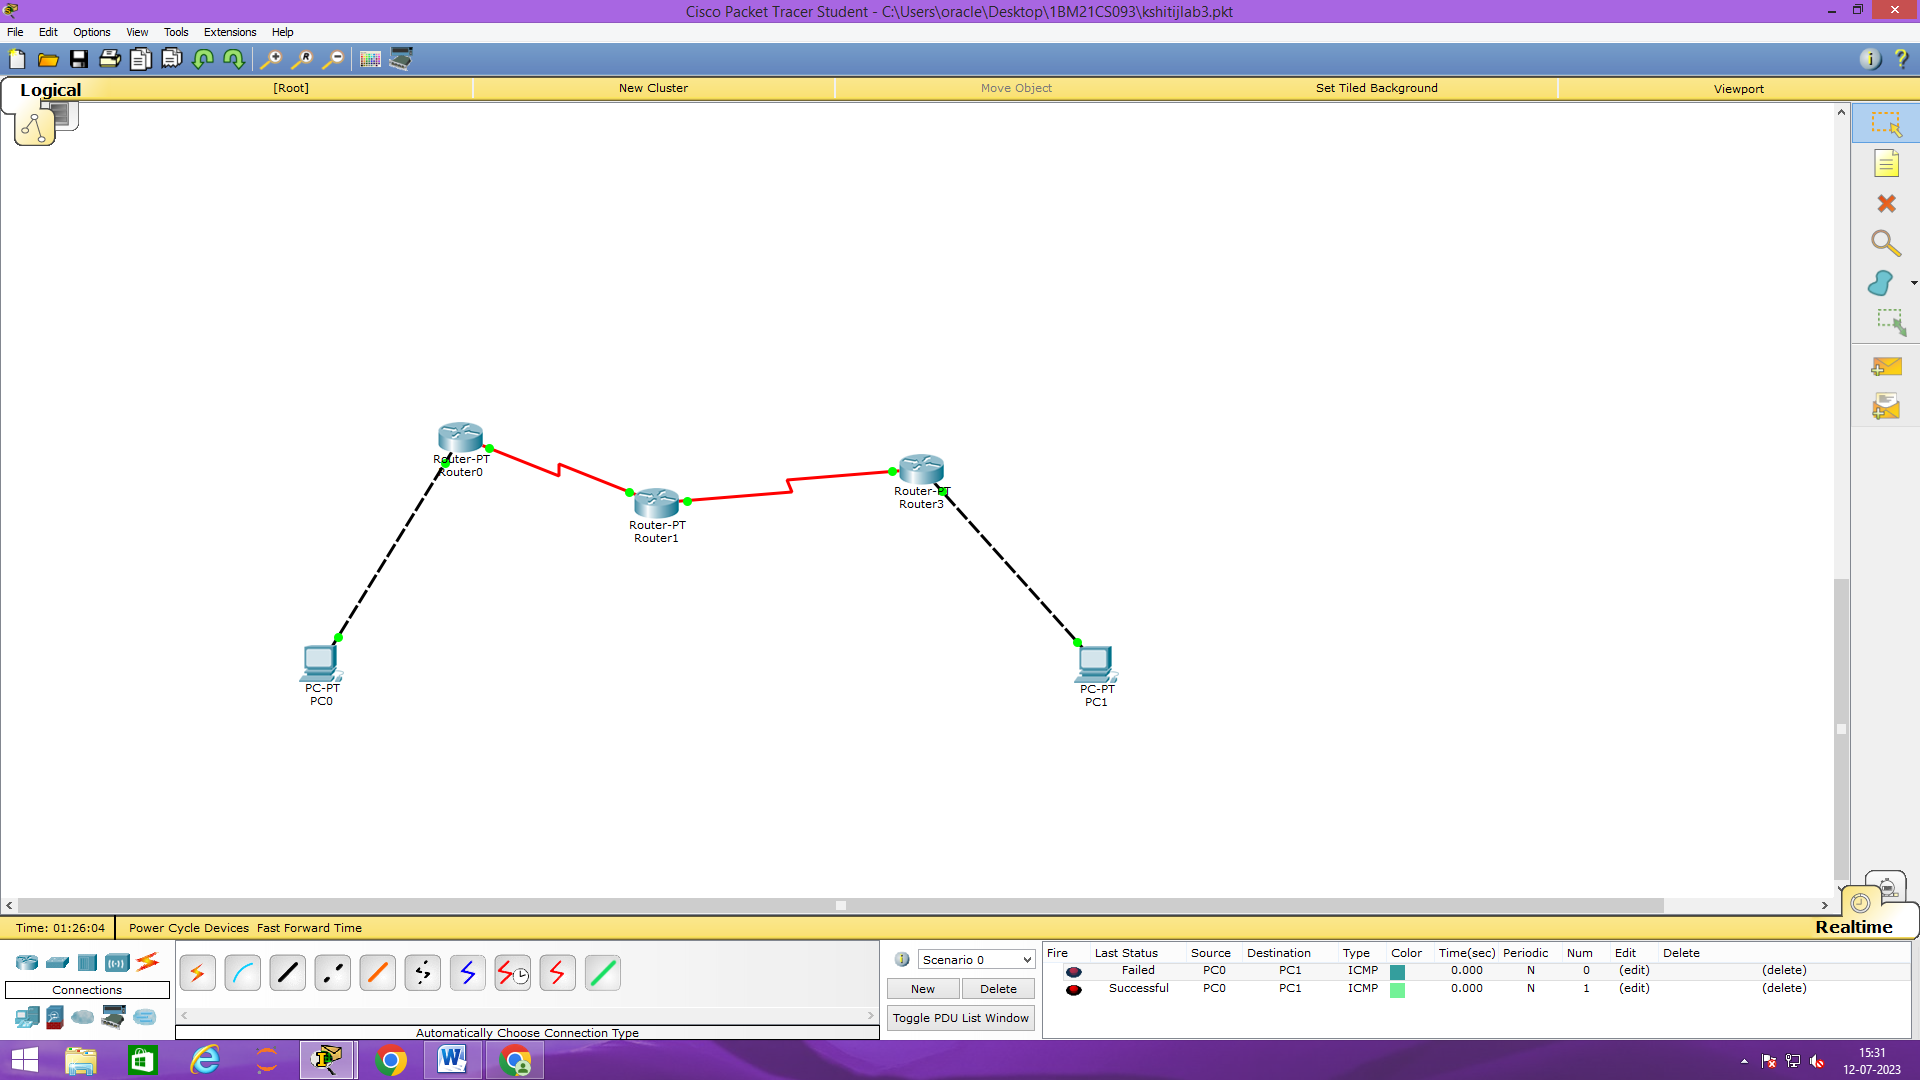 Cisco Packet Tracer Student - C:\Users\oracle\Desktop\1BM21CS093\kshitijlab3.pkt
File Edit Options View Tools Extensions Help
Logical [Root] New Cluster Move Object Set Tiled Background Viewport
Router-PT
Router0
Router-PT
Router1
Router-PT
Router3
PC-PT
PC0
PC-PT
PC1
Time: 01:26:04 Power Cycle Devices Fast Forward Time Realtime
Connections
Automatically Choose Connection Type
Scenario 0
New Delete
Toggle PDU List Window
Fire Last Status Source Destination Type Color Time(sec) Periodic Num Edit Delete
Failed PC0 PC1 ICMP 0.000 N 0 (edit) (delete)
Successful PC0 PC1 ICMP 0.000 N 1 (edit) (delete)
15:31
12-07-2023